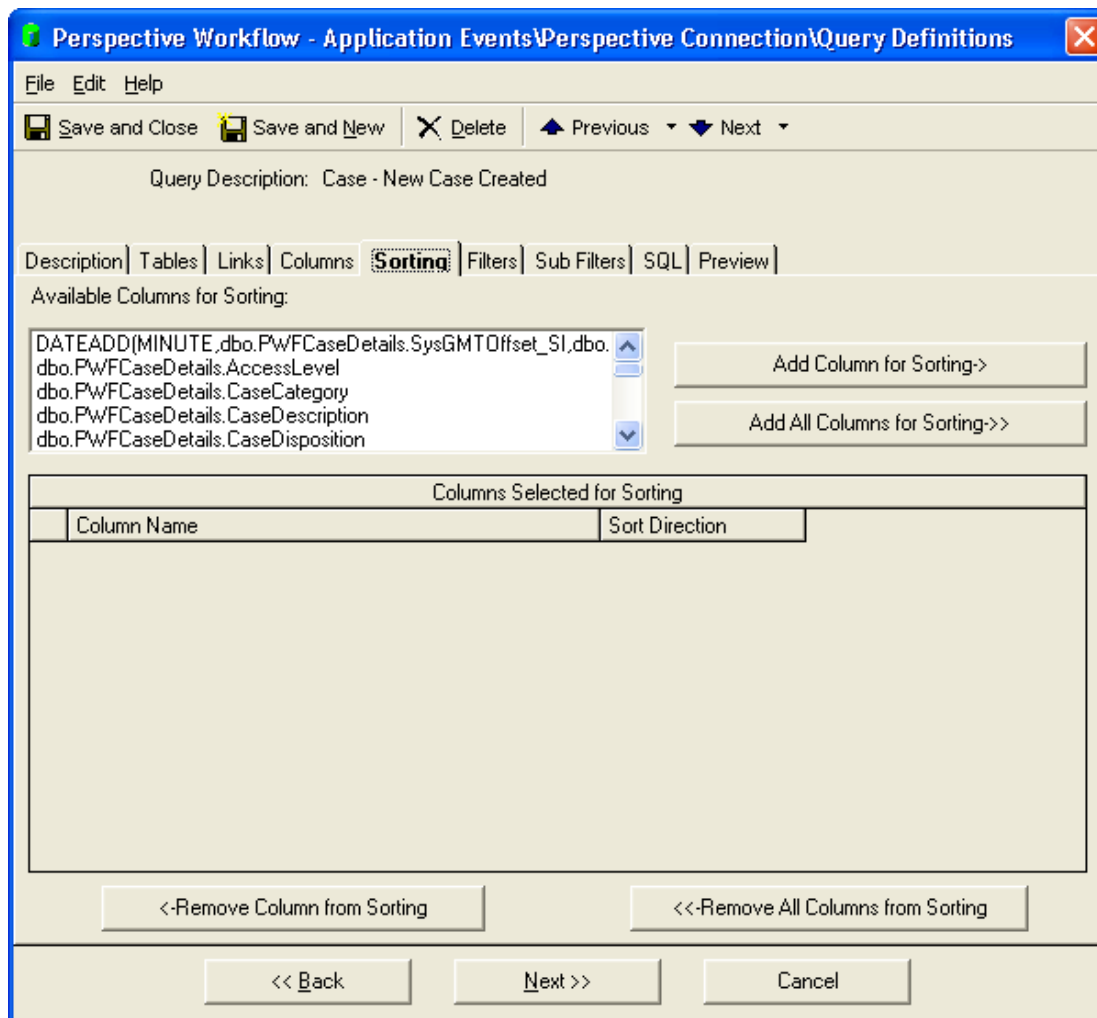 Perspective Workflow - Application Events\Perspective Connection\Query Definitions
File Edit Help
Save and Close Save and New Delete Previous Next
Query Description: Case - New Case Created
Description Tables Links Columns Sorting Filters Sub Filters SQL Preview
Available Columns for Sorting:
DATEADD(MINUTE,dbo.PWFCaseDetails.SysGMTOffset_SI,dbo.
dbo.PWFCaseDetails.AccessLevel
dbo.PWFCaseDetails.CaseCategory
dbo.PWFCaseDetails.CaseDescription
dbo.PWFCaseDetails.CaseDisposition
Add Column for Sorting->
Add All Columns for Sorting->>
Columns Selected for Sorting
Column Name Sort Direction
<-Remove Column from Sorting <<-Remove All Columns from Sorting
<< Back Next >> Cancel